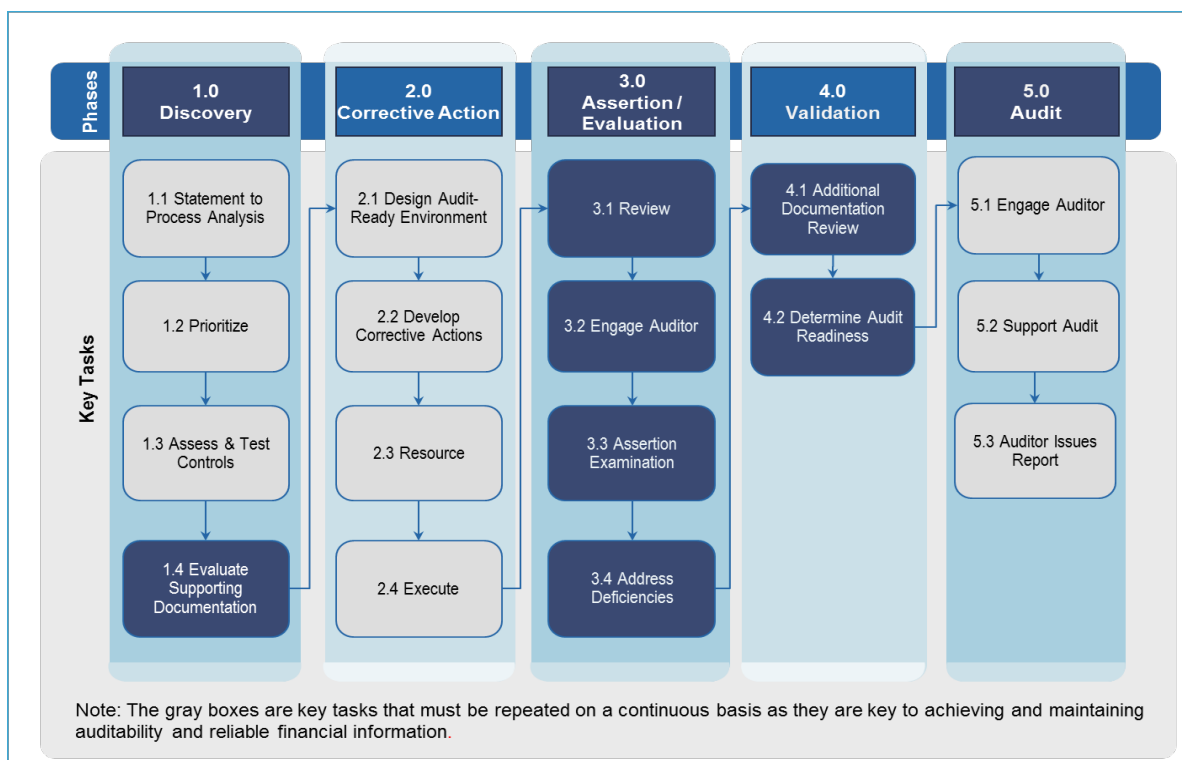 Phases
1.0
Discovery
2.0
Corrective Action
3.0
Assertion /
Evaluation
4.0
Validation
5.0
Audit
Key Tasks
1.1 Statement to
Process Analysis
1.2 Prioritize
1.3 Assess & Test
Controls
1.4 Evaluate
Supporting
Documentation
2.1 Design Audit-
Ready Environment
2.2 Develop
Corrective Actions
2.3 Resource
2.4 Execute
3.1 Review
3.2 Engage Auditor
3.3 Assertion
Examination
3.4 Address
Deficiencies
4.1 Additional
Documentation
Review
4.2 Determine Audit
Readiness
5.1 Engage Auditor
5.2 Support Audit
5.3 Auditor Issues
Report
Note: The gray boxes are key tasks that must be repeated on a continuous basis as they are key to achieving and maintaining
auditability and reliable financial information.